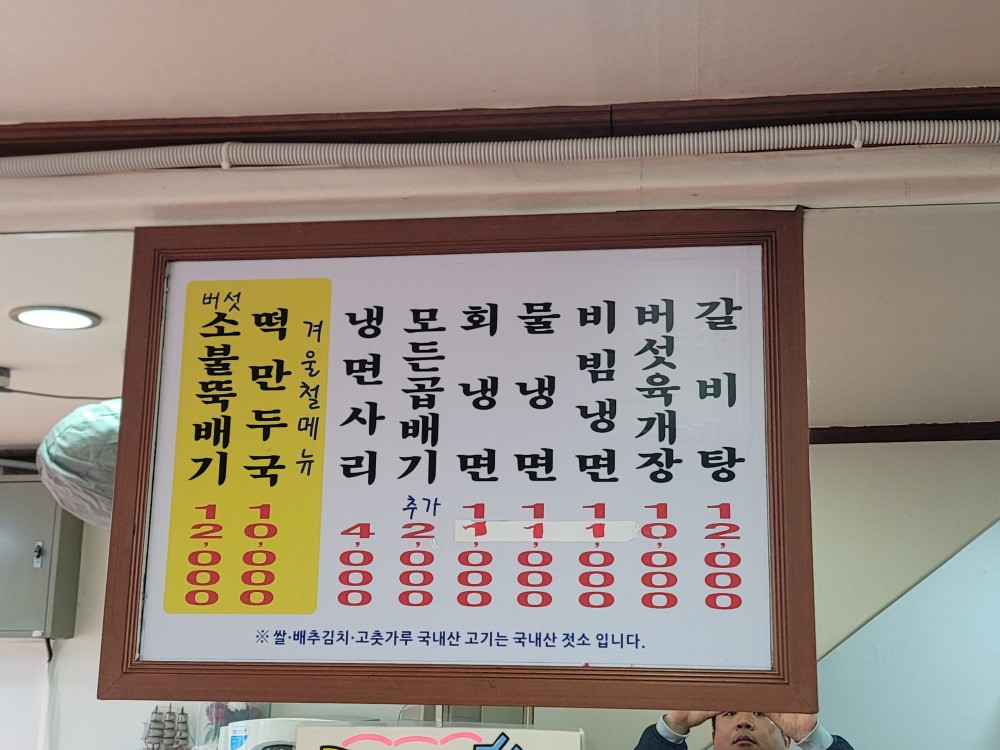 갈비탕 12,000
버섯육개장 10,000
비빔냉면 11,000
물냉면 11,000
회냉면 11,000
모든곱배기 추가 2,000
냉면사리 4,000
겨울철메뉴
떡만두국 10,000
버섯
소불뚝배기 12,000
※ 쌀·배추김치·고춧가루 국내산 고기는 국내산 젓소 입니다.